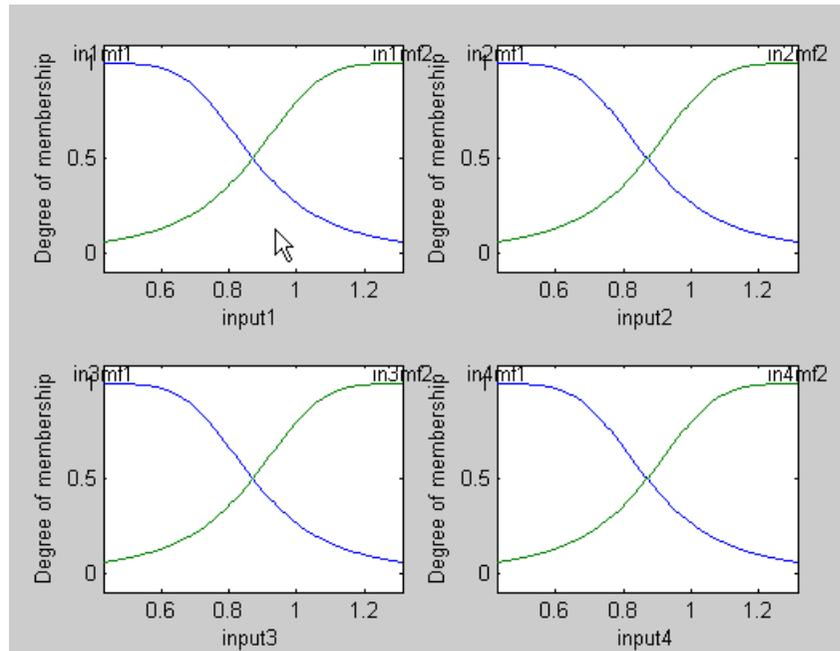 in1mf1 in1mf2
1
Degree of membership
0.5
0
0.6 0.8 1 1.2
input1
in2mf1 in2mf2
1
Degree of membership
0.5
0
0.6 0.8 1 1.2
input2
in3mf1 in3mf2
1
Degree of membership
0.5
0
0.6 0.8 1 1.2
input3
in4mf1 in4mf2
1
Degree of membership
0.5
0
0.6 0.8 1 1.2
input4